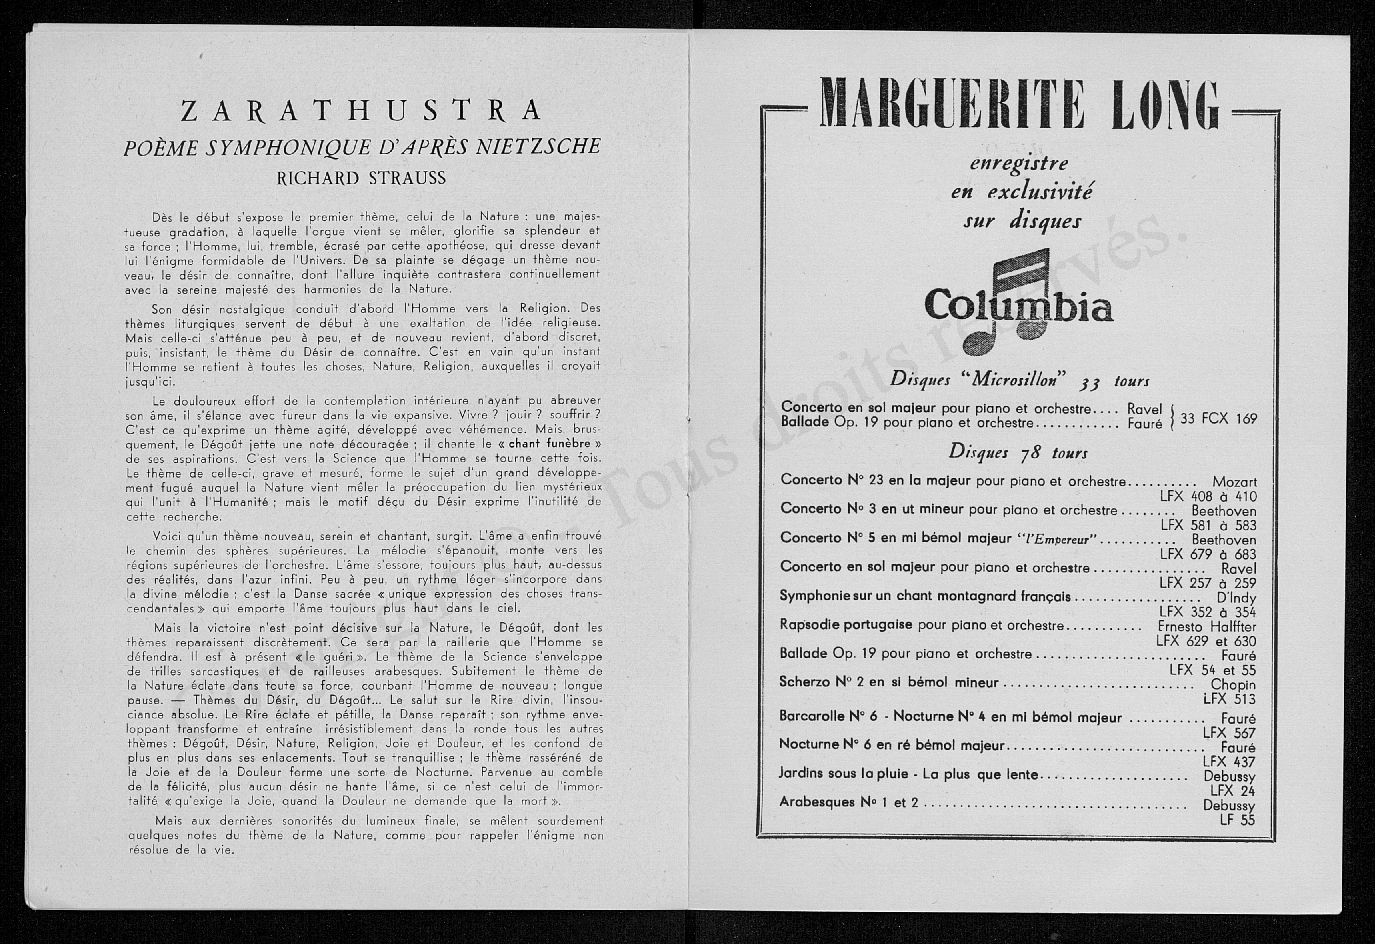 ZARATHUSTRA
POÈME SYMPHONIQUE D'APRÈS NIETZSCHE
RICHARD STRAUSS
Dès le début s'expose le premier thème, celui de la Nature : une majes-
tueuse gradation, à laquelle l'orgue vient se mêler, glorifie sa splendeur et
sa force ; l'Homme, lui, tremble, écrasé par cette apothéose, qui dresse devant
lui l'énigme formidable de l'Univers. De sa plainte se dégage un thème nou-
veau, le désir de connaître, dont l'allure inquiète contrastera continuellement
avec la sereine majesté des harmonies de la Nature.
Son désir nostalgique conduit d'abord l'Homme vers la Religion. Des
thèmes liturgiques servent de début à une exaltation de l'idée religieuse.
Mais celle-ci s'atténue peu à peu, et de nouveau revient, d'abord discret,
puis, insistant, le thème du Désir de connaître. C'est en vain qu'un instant
l'Homme se retient à toutes les choses, Nature, Religion, auxquelles il croyait
jusqu'ici.
Le douloureux effort de la contemplation intérieure n'ayant pu abreuver
son âme, il s'élance avec fureur dans la vie expansive. Vivre ? jouir ? souffrir ?
C'est ce qu'exprime un thème agité, développé avec véhémence. Mais, brus-
quement, le Dégoût jette une note découragée ; il chante le « chant funèbre »
de ses aspirations. C'est vers la Science que l'Homme se tourne cette fois.
Le thème de celle-ci, grave et mesuré, forme le sujet d'un grand développe-
ment fugué auquel la Nature vient mêler la préoccupation du lien mystérieux
qui l'unit à l'Humanité ; mais le motif déçu du Désir exprime l'inutilité de
cette recherche.
Voici qu'un thème nouveau, serein et chantant, surgit. L'âme a enfin trouvé
le chemin des sphères supérieures. La mélodie s'épanouit, monte vers les
régions supérieures de l'orchestre. L'âme s'essore, toujours plus haut, au-dessus
des réalités, dans l'azur infini. Peu à peu, un rythme léger s'incorpore dans
la divine mélodie ; c'est la Danse sacrée « unique expression des choses trans-
cendantales » qui emporte l'âme toujours plus haut dans le ciel.
Mais la victoire n'est point décisive sur la Nature, le Dégoût, dont les
thèmes reparaissent discrètement. Ce sera par la raillerie que l'Homme se
défendra. Il est à présent « le guéri ». Le thème de la Science s'enveloppe
de trilles sarcastiques et de railleuses arabesques. Subitement le thème de
la Nature éclate dans toute sa force, courbant l'Homme de nouveau ; longue
pause. — Thèmes du Désir, du Dégoût... Le salut sur le Rire divin, l'insou-
ciance absolue. Le Rire éclate et pétille, la Danse reparaît ; son rythme enve-
loppant transforme et entraîne irrésistiblement dans la ronde tous les autres
thèmes : Dégoût, Désir, Nature, Religion, Joie et Douleur, et les confond de
plus en plus dans ses enlacements. Tout se tranquillise ; le thème rasséréné de
la Joie et de la Douleur ferme une sorte de Nocturne. Parvenue au comble
de la félicité, plus aucun désir ne hante l'âme, si ce n'est celui de l'immor-
talité « qu'exige la Joie, quand la Douleur ne demande que la mort ».
Mais aux dernières sonorités du lumineux finale, se mêlent sourdement
quelques notes du thème de la Nature, comme pour rappeler l'énigme non
résolue de la vie.
MARGUERITE LONG
enregistre
en exclusivité
sur disques
Columbia
Disques "Microsillon" 33 tours
Concerto en sol majeur pour piano et orchestre.... Ravel
Ballade Op. 19 pour piano et orchestre............ Fauré } 33 FCX 169
Disques 78 tours
Concerto N° 23 en la majeur pour piano et orchestre.......... Mozart
LFX 408 à 410
Concerto N° 3 en ut mineur pour piano et orchestre........ Beethoven
LFX 581 à 583
Concerto N° 5 en mi bémol majeur "l'Empereur"........... Beethoven
LFX 679 à 683
Concerto en sol majeur pour piano et orchestre................ Ravel
LFX 257 à 259
Symphonie sur un chant montagnard français.................. D'Indy
LFX 352 à 354
Rapsodie portugaise pour piano et orchestre........... Ernesto Halffter
LFX 629 et 630
Ballade Op. 19 pour piano et orchestre........................ Fauré
LFX 54 et 55
Scherzo N° 2 en si bémol mineur........................... Chopin
LFX 513
Barcarolle N° 6 - Nocturne N° 4 en mi bémol majeur ........... Fauré
LFX 567
Nocturne N° 6 en ré bémol majeur............................ Fauré
LFX 437
Jardins sous la pluie - La plus que lente..................... Debussy
LFX 24
Arabesques N° 1 et 2..................................... Debussy
LF 55
© - Tous droits réservés.